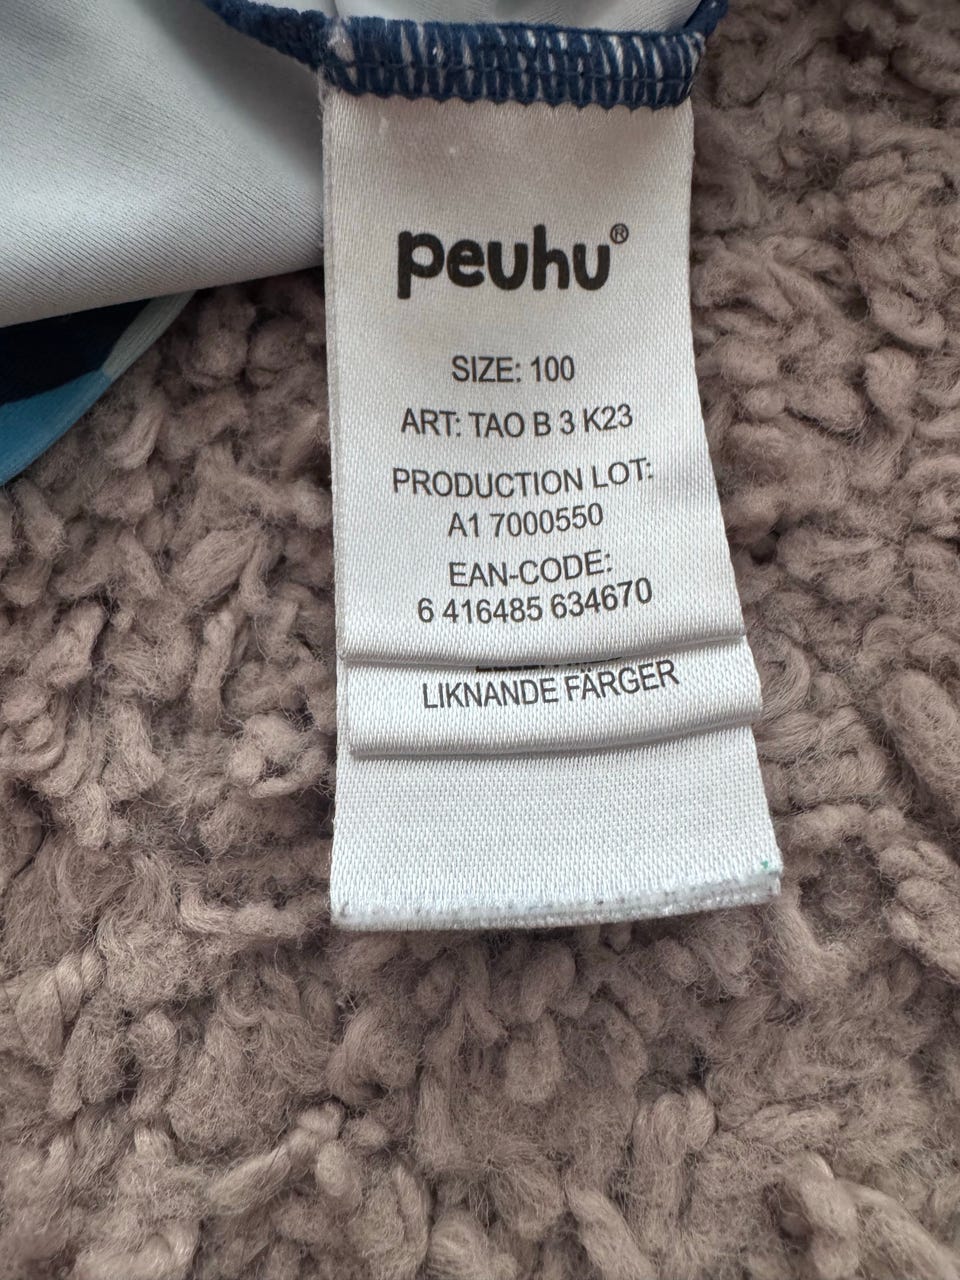 peuhu®
SIZE: 100
ART: TAO B 3 K23
PRODUCTION LOT:
A1 7000550
EAN-CODE:
6 416485 634670
LIKNANDE FÄRGER